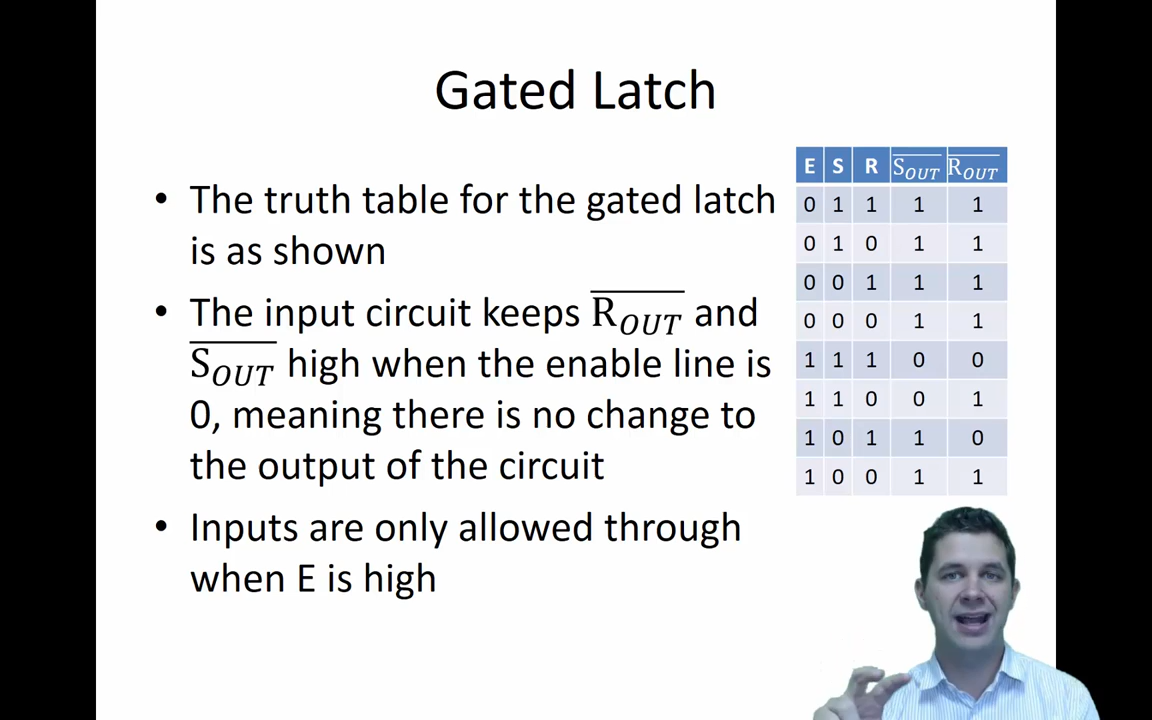 Gated Latch
• The truth table for the gated latch
is as shown
• The input circuit keeps R̅_OUT and
S̅_OUT high when the enable line is
0, meaning there is no change to
the output of the circuit
• Inputs are only allowed through
when E is high
E S R S̅_OUT R̅_OUT
0 1 1 1 1
0 1 0 1 1
0 0 1 1 1
0 0 0 1 1
1 1 1 0 0
1 1 0 0 1
1 0 1 1 0
1 0 0 1 1